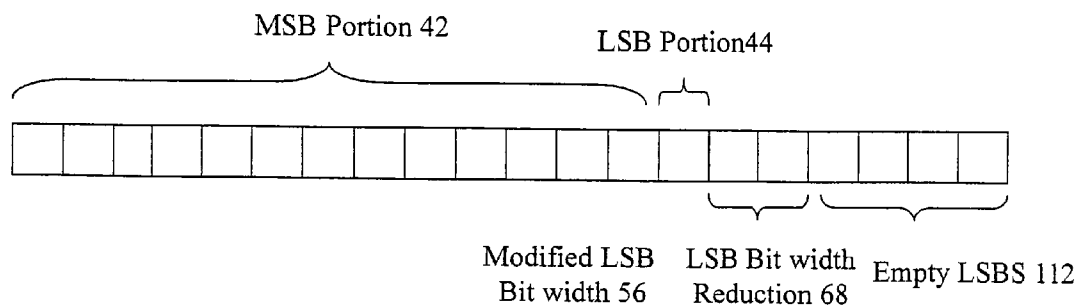 MSB Portion 42
LSB Portion44
Modified LSB
Bit width 56
LSB Bit width
Reduction 68
Empty LSBS 112